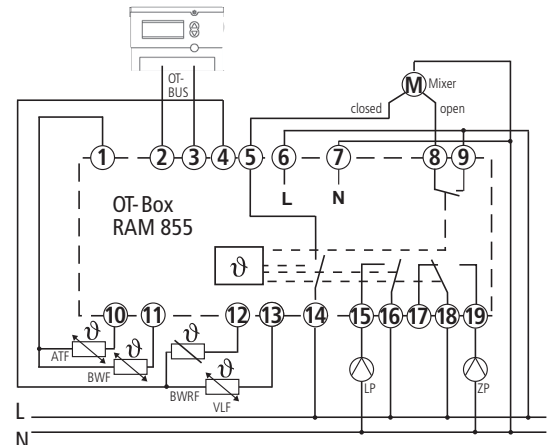 OT-
BUS
M Mixer
closed open
1 2 3 4 5 6 7 8 9
L N
OT-Box
RAM 855
ϑ
10 11 12 13 14 15 16 17 18 19
ϑ ϑ ϑ ϑ
ATF
BWF
BWRF
VLF
LP
ZP
L
N